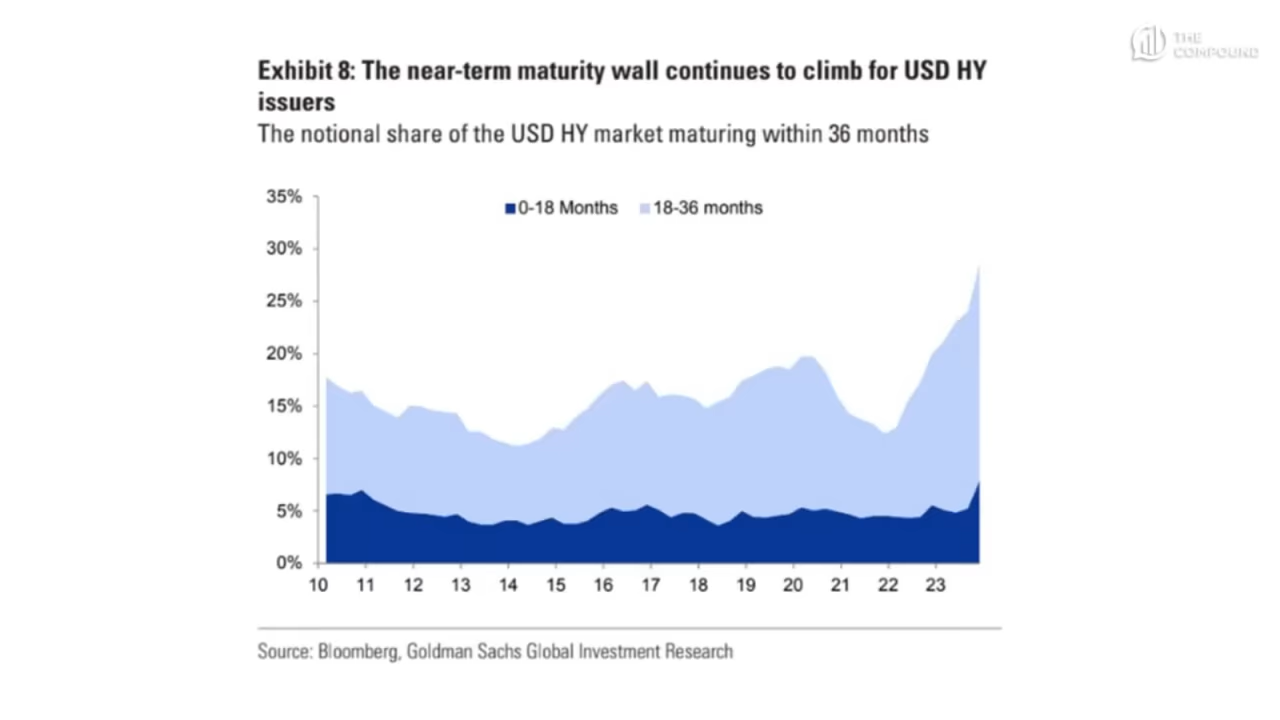 THE
COMPOUND
Exhibit 8: The near-term maturity wall continues to climb for USD HY
issuers
The notional share of the USD HY market maturing within 36 months
0-18 Months 18-36 months
35%
30%
25%
20%
15%
10%
5%
0%
10 11 12 13 14 15 16 17 18 19 20 21 22 23
Source: Bloomberg, Goldman Sachs Global Investment Research